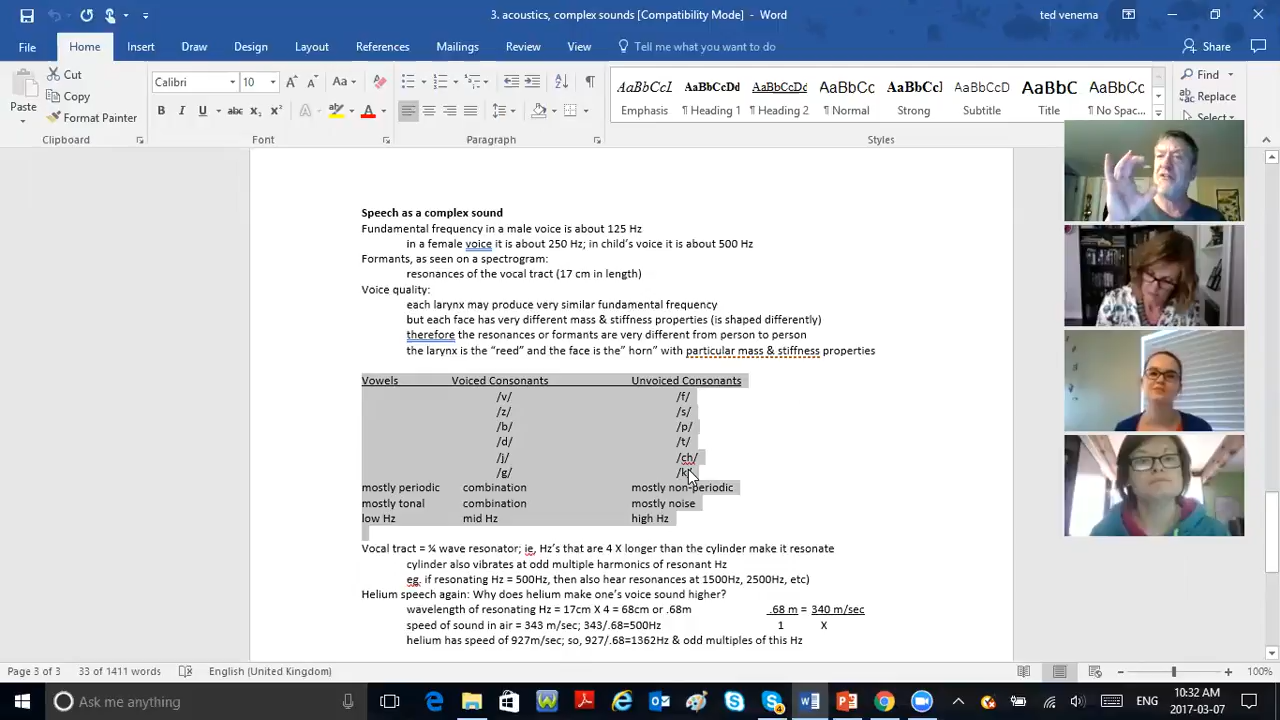 3. acoustics, complex sounds [Compatibility Mode] - Word
ted venema
File Home Insert Draw Design Layout References Mailings Review View Tell me what you want to do Share
Paste
Cut
Copy
Format Painter
Clipboard
Calibri 10
Font
Paragraph
AaBbCcI AaBbCcDd AaBbCcDd AaBbCc AaBbCcI AaBbCcD AaBbC AaBbCc
Emphasis ¶ Heading 1 ¶ Heading 2 ¶ Normal Strong Subtitle Title ¶ No Spac...
Styles
Find
Replace
Select
Speech as a complex sound
Fundamental frequency in a male voice is about 125 Hz
in a female voice it is about 250 Hz; in child's voice it is about 500 Hz
Formants, as seen on a spectrogram:
resonances of the vocal tract (17 cm in length)
Voice quality:
each larynx may produce very similar fundamental frequency
but each face has very different mass & stiffness properties (is shaped differently)
therefore the resonances or formants are very different from person to person
the larynx is the "reed" and the face is the" horn" with particular mass & stiffness properties
Vowels Voiced Consonants Unvoiced Consonants
/v/ /f/
/z/ /s/
/b/ /p/
/d/ /t/
/j/ /ch/
/g/ /k/
mostly periodic combination mostly non-periodic
mostly tonal combination mostly noise
low Hz mid Hz high Hz
Vocal tract = ¼ wave resonator; ie, Hz's that are 4 X longer than the cylinder make it resonate
cylinder also vibrates at odd multiple harmonics of resonant Hz
eg. if resonating Hz = 500Hz, then also hear resonances at 1500Hz, 2500Hz, etc)
Helium speech again: Why does helium make one's voice sound higher?
wavelength of resonating Hz = 17cm X 4 = 68cm or .68m .68 m = 340 m/sec
speed of sound in air = 343 m/sec; 343/.68=500Hz 1 X
helium has speed of 927m/sec; so, 927/.68=1362Hz & odd multiples of this Hz
Page 3 of 3 33 of 1411 words English (United Kingdom) 100%
Ask me anything
ENG
10:32 AM
2017-03-07